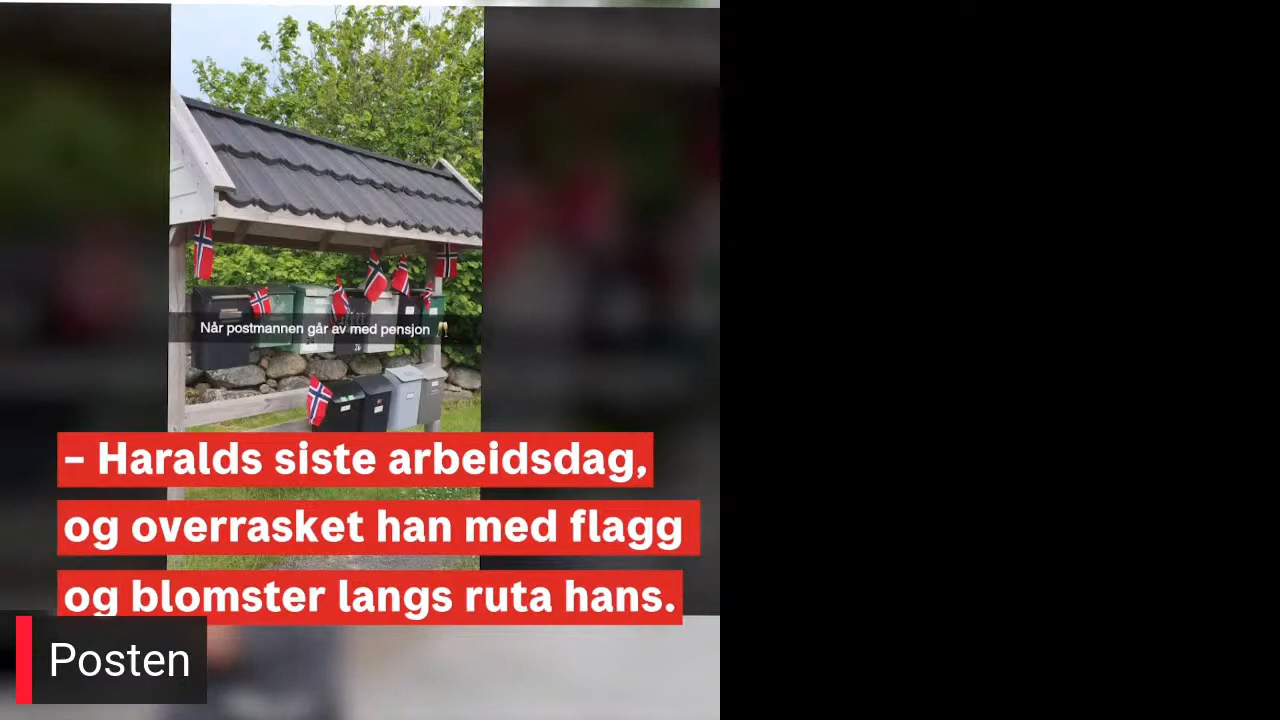 Når postmannen går av med pensjon
– Haralds siste arbeidsdag,
og overrasket han med flagg
og blomster langs ruta hans.
Posten